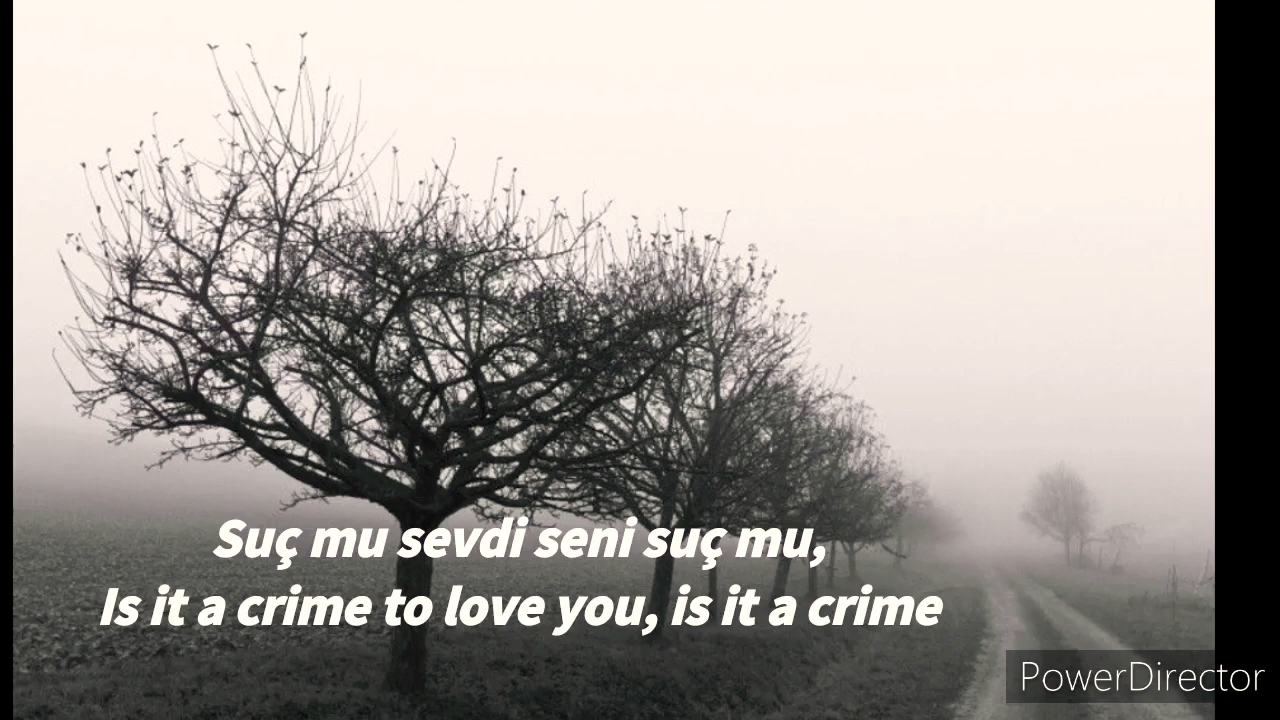 Suç mu sevdi seni suç mu,
Is it a crime to love you, is it a crime
PowerDirector